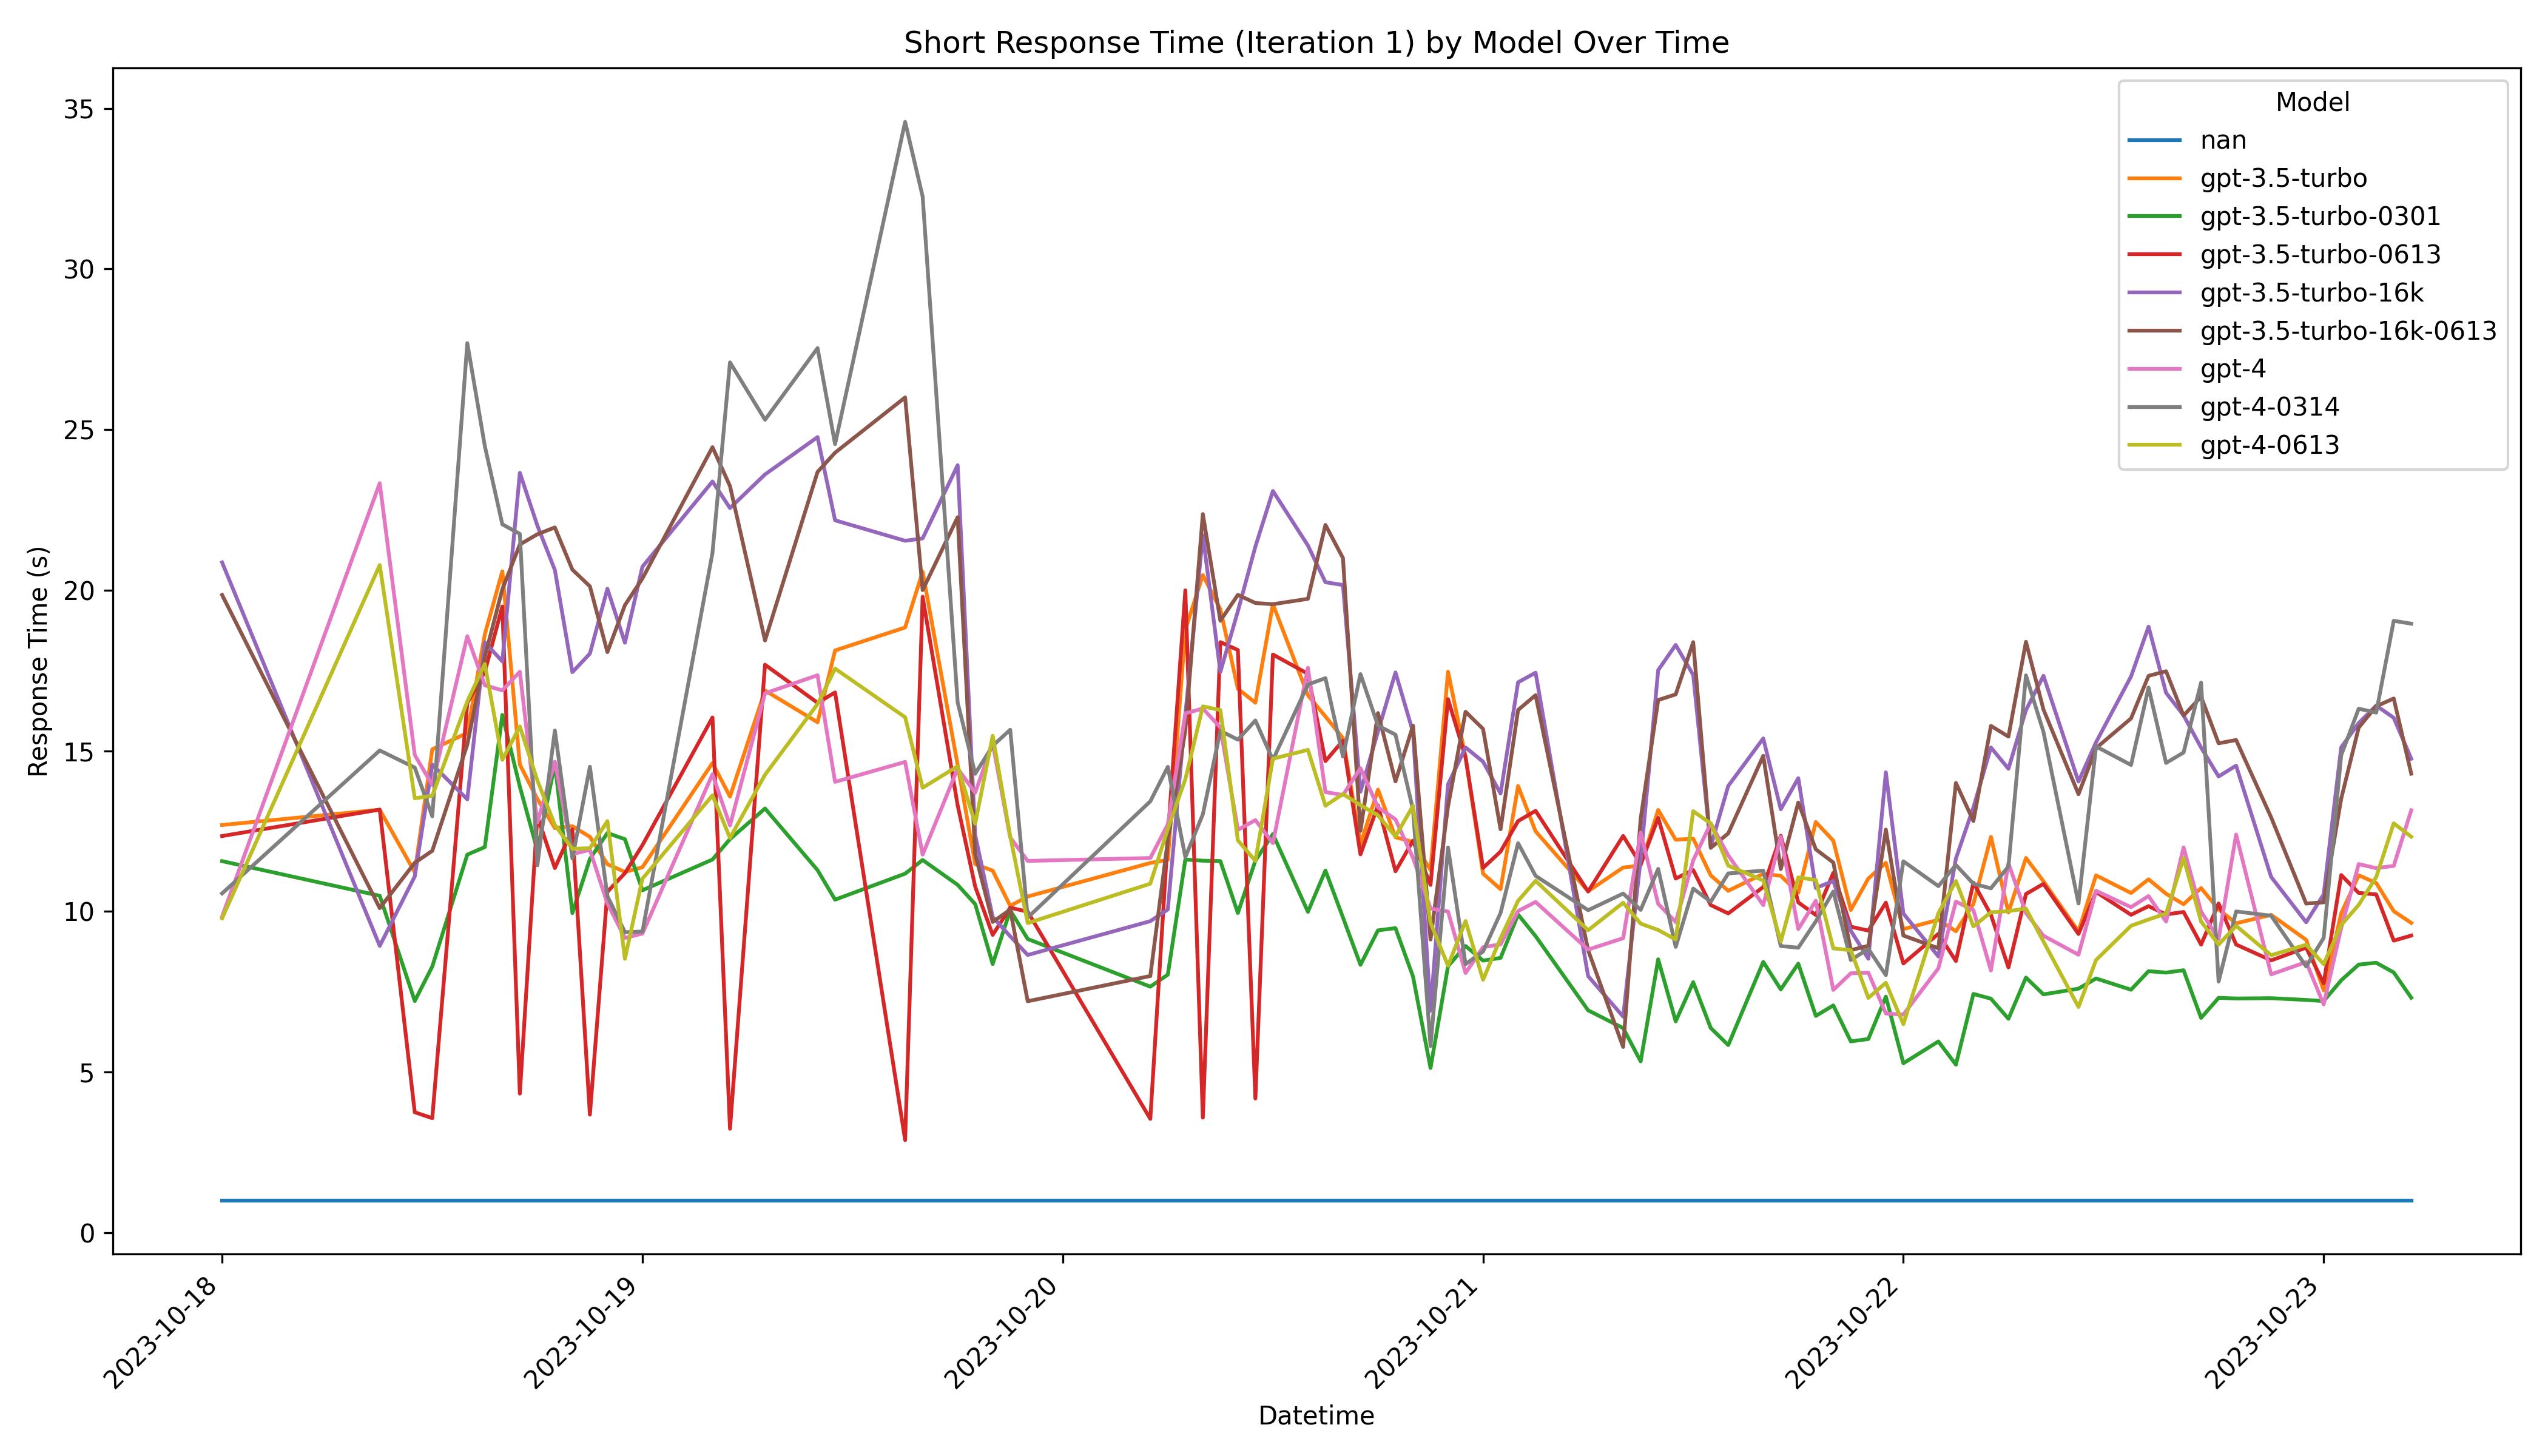 Short Response Time (Iteration 1) by Model Over Time
Response Time (s)
35
30
25
20
15
10
5
0
Model
nan
gpt-3.5-turbo
gpt-3.5-turbo-0301
gpt-3.5-turbo-0613
gpt-3.5-turbo-16k
gpt-3.5-turbo-16k-0613
gpt-4
gpt-4-0314
gpt-4-0613
2023-10-18
2023-10-19
2023-10-20
2023-10-21
2023-10-22
2023-10-23
Datetime